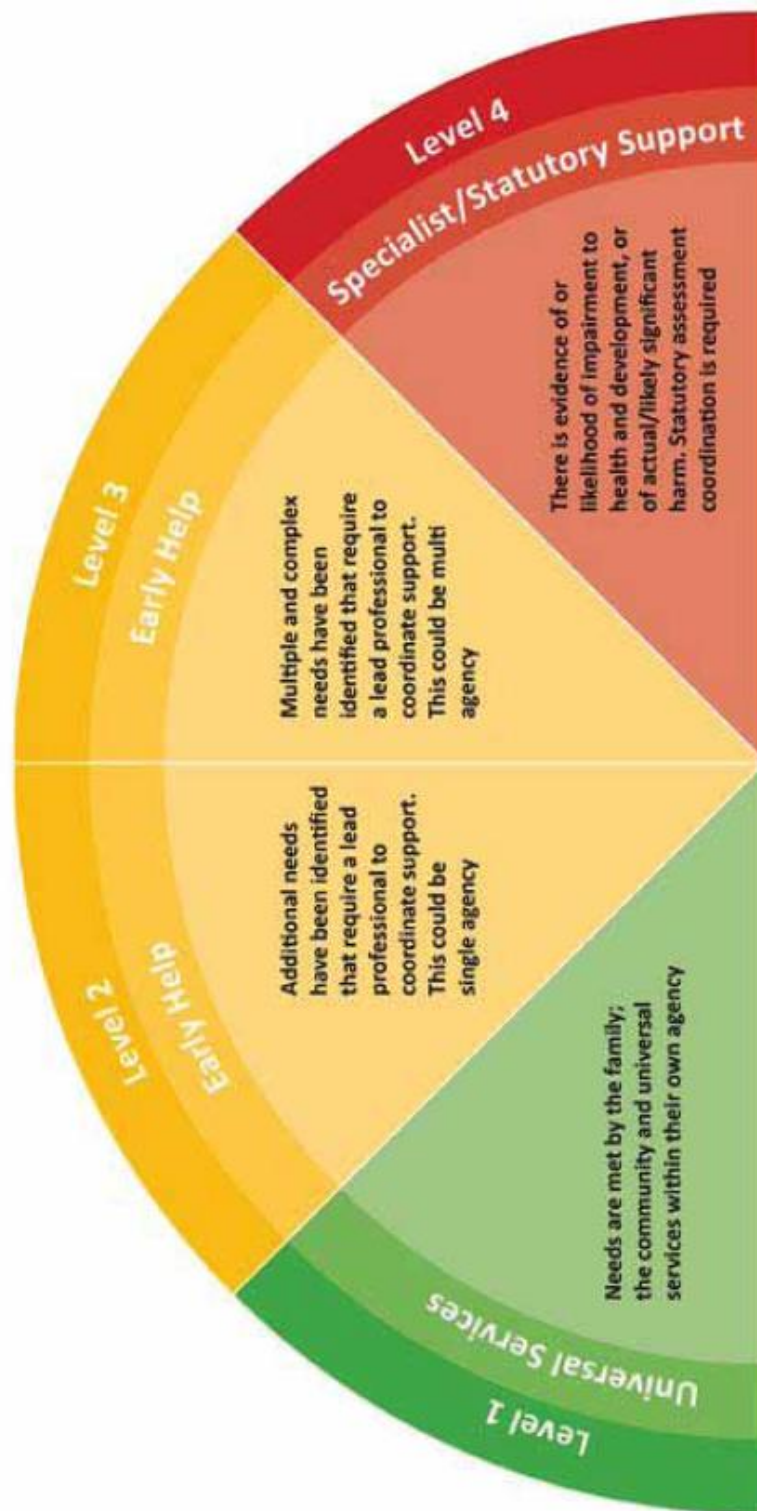 Level 1
Universal Services
Needs are met by the family;
the community and universal
services within their own agency
Level 2
Early Help
Additional needs
have been identified
that require a lead
professional to
coordinate support.
This could be
single agency
Level 3
Early Help
Multiple and complex
needs have been
identified that require
a lead professional to
coordinate support.
This could be multi
agency
Level 4
Specialist/Statutory Support
There is evidence of or
likelihood of impairment to
health and development, or
of actual/likely significant
harm. Statutory assessment
coordination is required